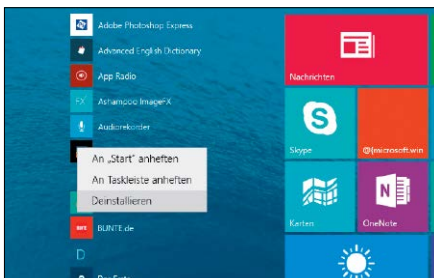 Adobe Photoshop Express
Advanced English Dictionary
App Radio
FX
Ashampoo ImageFX
Audiorekorder
An „Start“ anheften
An Taskleiste anheften
Deinstallieren
BUNTE.de
D
Nachrichten
S
Skype
@{microsoft.win
Karten
N
OneNote